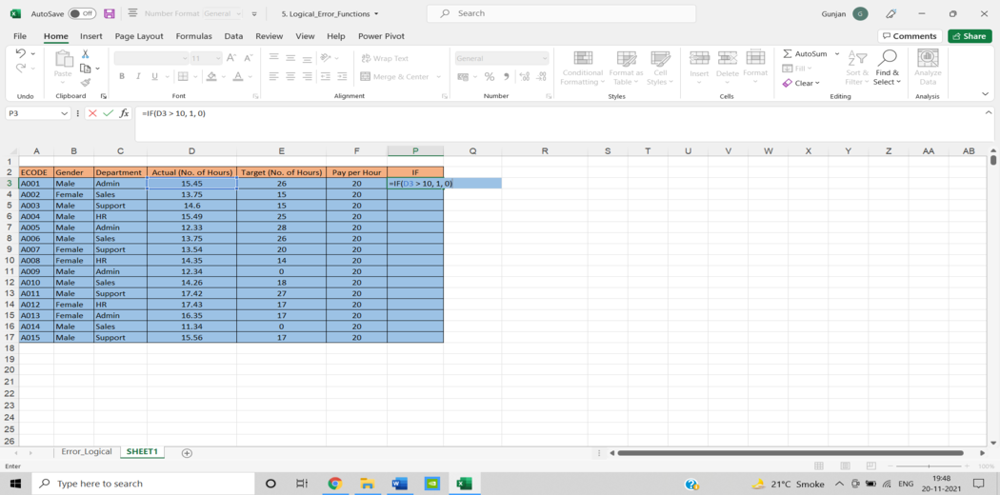 AutoSave Off Number Format General 5. Logical_Error_Functions Search Gunjan G
File Home Insert Page Layout Formulas Data Review View Help Power Pivot Comments Share
Paste 11 A A Wrap Text General Conditional Format as Cell Insert Delete Format AutoSum Sort & Find & Analyze
B I U A Merge & Center % Formatting Table Styles Fill Filter Select Data
Clear
Undo Clipboard Font Alignment Number Styles Cells Editing Analysis
P3 fx =IF(D3 > 10, 1, 0)
A B C D E F P Q R S T U V W X Y Z AA AB
1
2 ECODE Gender Department Actual (No. of Hours) Target (No. of Hours) Pay per Hour IF
3 A001 Male Admin 15.45 26 20 =IF(D3 > 10, 1, 0)
4 A002 Female Sales 13.75 15 20
5 A003 Male Support 14.6 15 20
6 A004 Male HR 15.49 25 20
7 A005 Male Admin 12.33 28 20
8 A006 Male Sales 13.75 26 20
9 A007 Female Support 13.54 20 20
10 A008 Female HR 14.35 14 20
11 A009 Male Admin 12.34 0 20
12 A010 Male Sales 14.26 18 20
13 A011 Male Support 17.42 27 20
14 A012 Female HR 17.43 17 20
15 A013 Female Admin 16.35 17 20
16 A014 Male Sales 11.34 0 20
17 A015 Male Support 15.56 17 20
18
19
20
21
22
23
24
25
26
Error_Logical SHEET1
Enter 100%
Type here to search 21°C Smoke ENG 19:48
20-11-2021